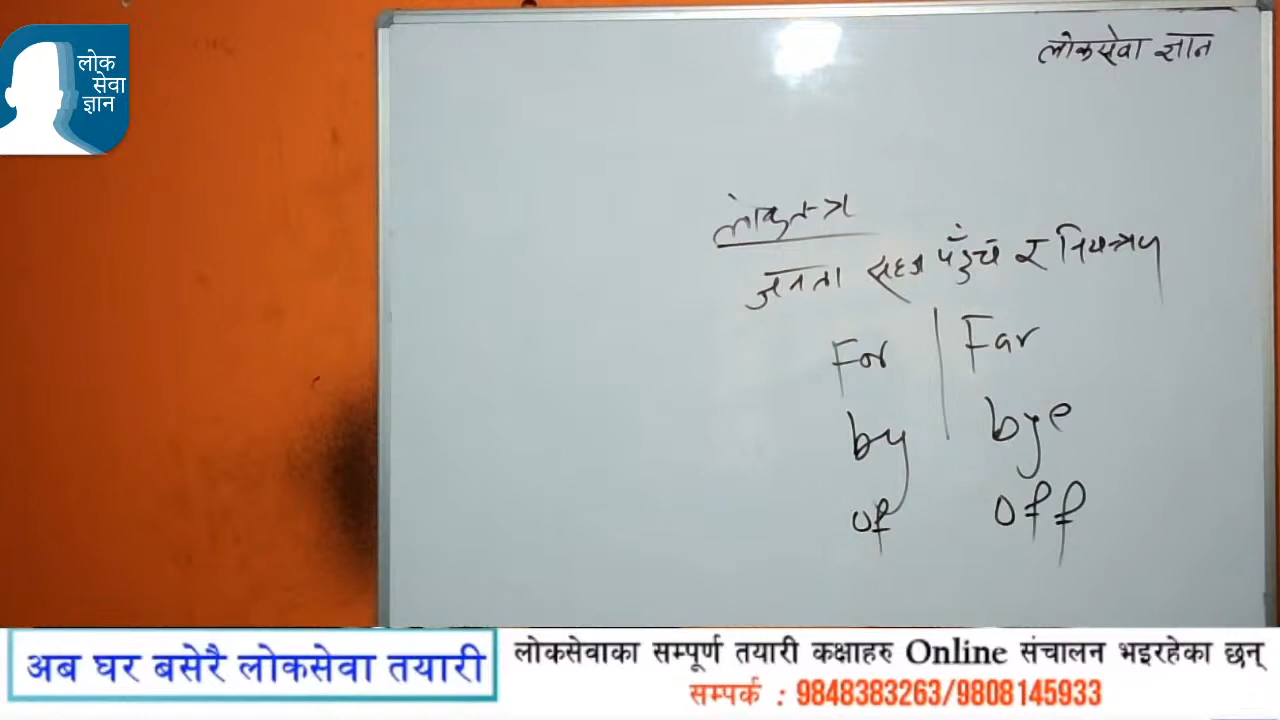 लोक
सेवा
ज्ञान
लोकसेवा ज्ञान
लोकतन्त्र
जनता सहज पहुँच र नियन्त्रण
For Far
by bye
of off
अब घर बसेरै लोकसेवा तयारी
लोकसेवाका सम्पूर्ण तयारी कक्षाहरु Online संचालन भइरहेका छन्
सम्पर्क : 9848383263/9808145933